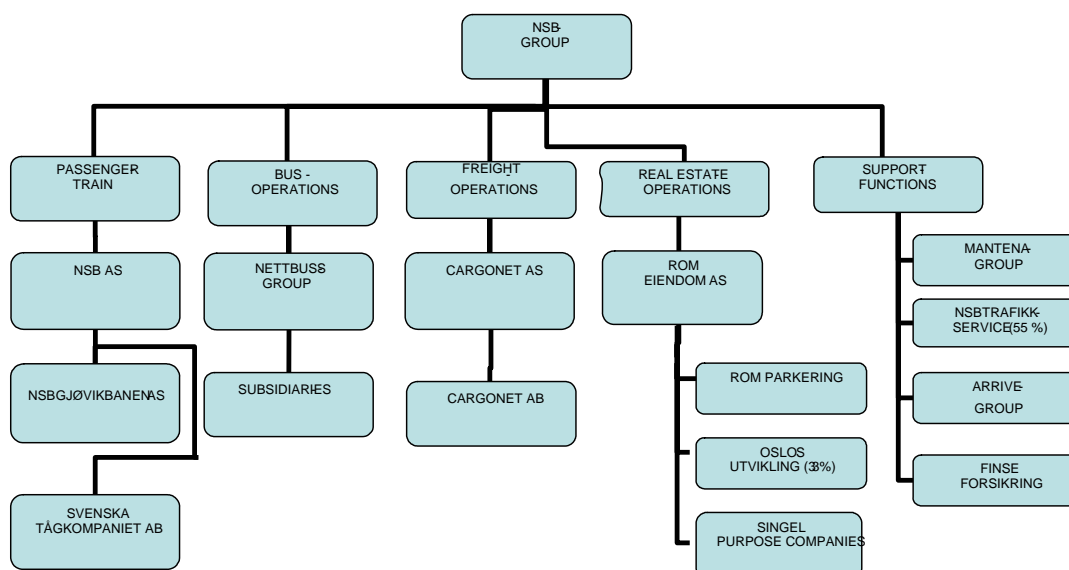 NSB-
GROUP
PASSENGER
TRAIN
BUS -
OPERATIONS
FREIGHT
OPERATIONS
REAL ESTATE
OPERATIONS
SUPPORT
FUNCTIONS
NSB AS
NETTBUSS
GROUP
CARGONET AS
ROM
EIENDOM AS
MANTENA-
GROUP
NSBTRAFIKK-
SERVICE(55 %)
NSBGJØVIKBANENAS
SUBSIDIARIES
CARGONET AB
ROM PARKERING
ARRIVE-
GROUP
OSLOS
UTVIKLING
FINSE
FORSIKRING
SVENSKA
TÅGKOMPANIET AB
SINGEL
PURPOSE COMPANIES